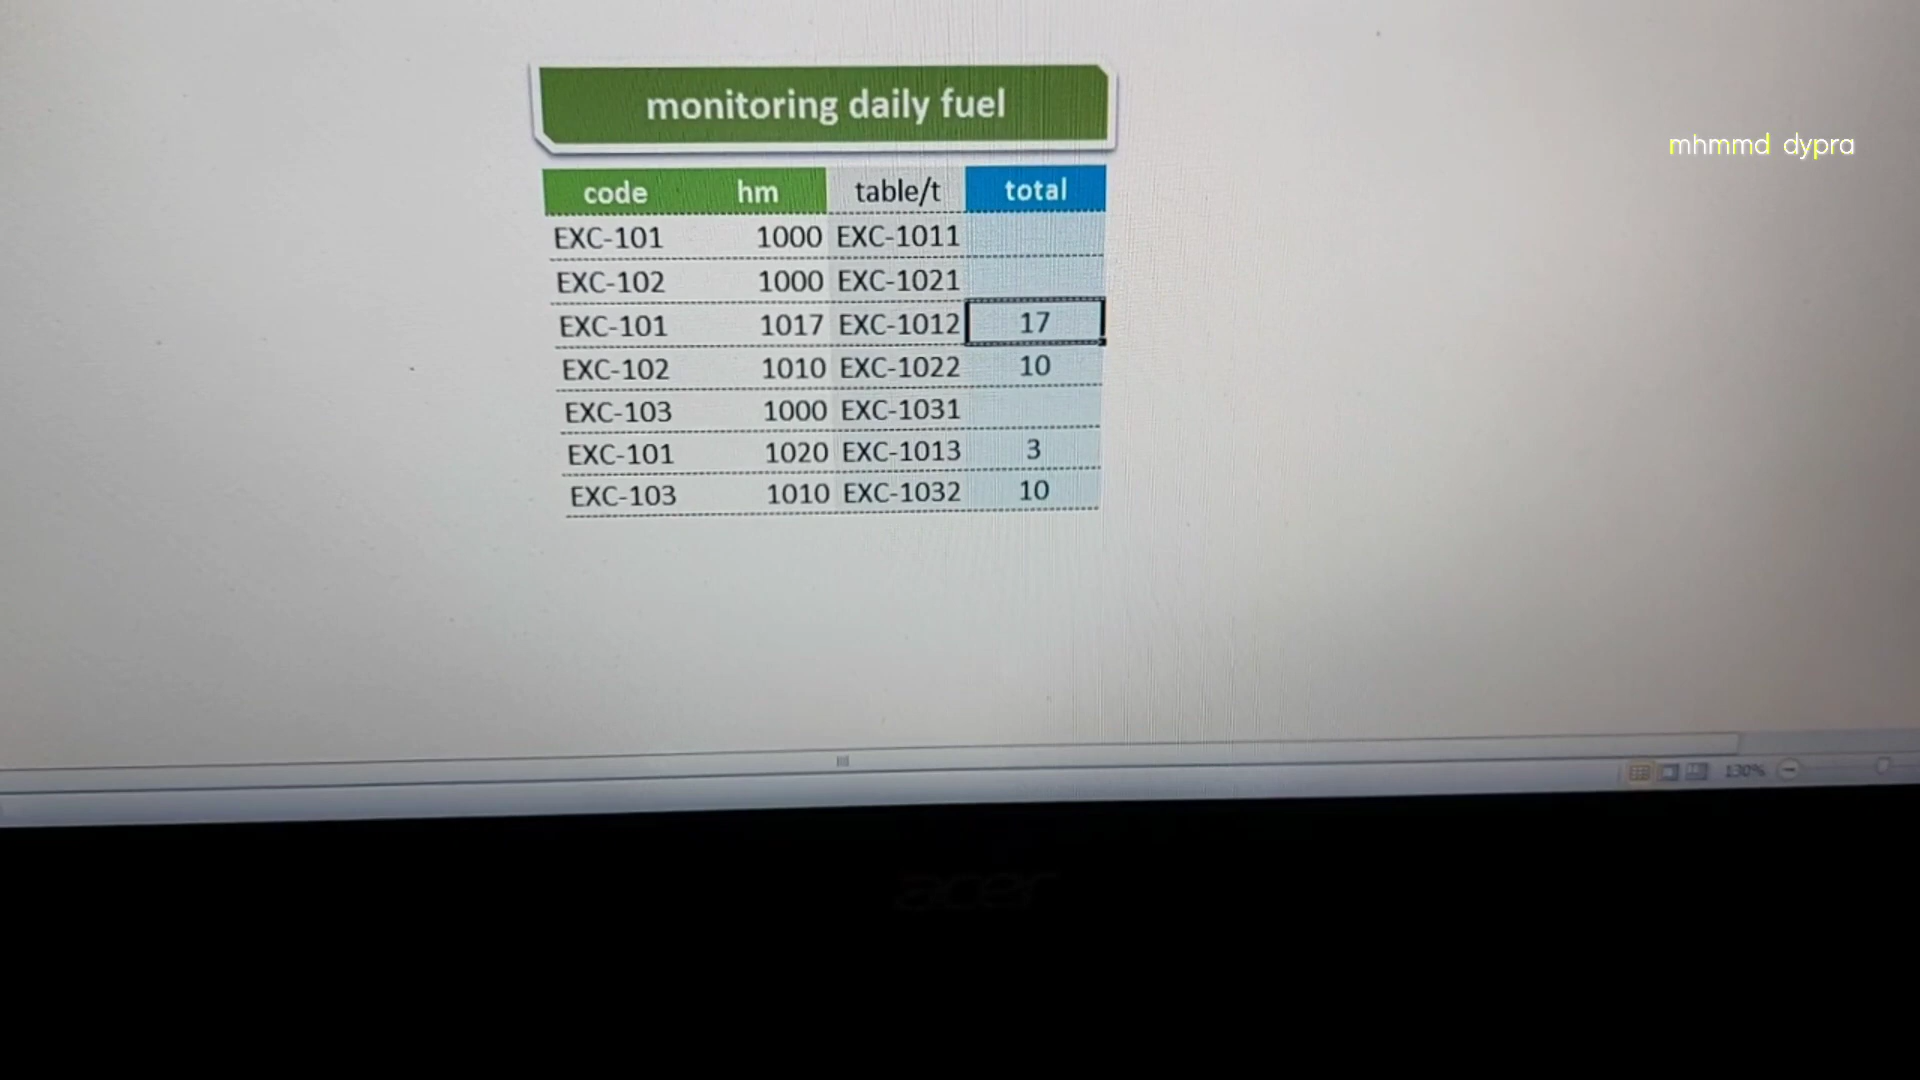 monitoring daily fuel
mhmmd dypra
code hm table/t total
EXC-101 1000 EXC-1011
EXC-102 1000 EXC-1021
EXC-101 1017 EXC-1012 17
EXC-102 1010 EXC-1022 10
EXC-103 1000 EXC-1031
EXC-101 1020 EXC-1013 3
EXC-103 1010 EXC-1032 10
130%
acer